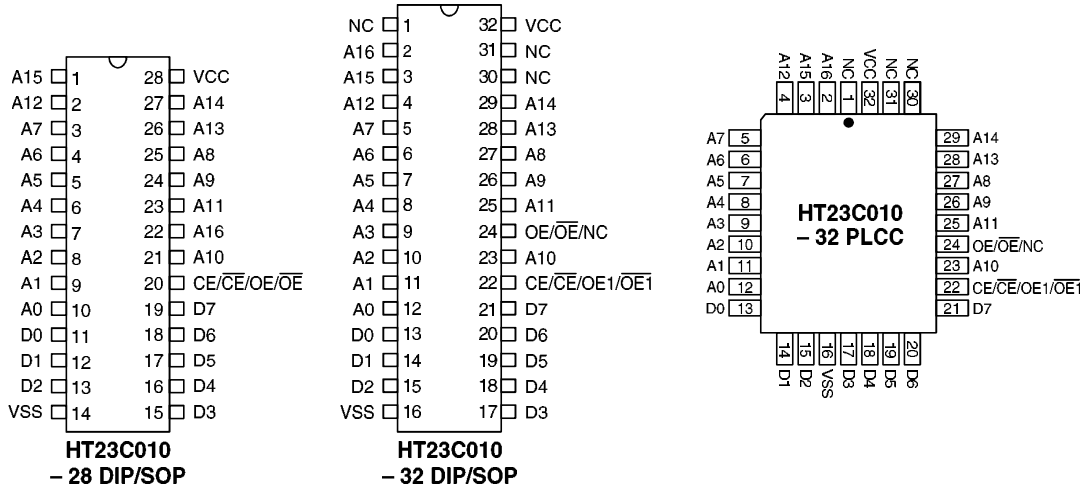 A15 1 28 VCC
A12 2 27 A14
A7 3 26 A13
A6 4 25 A8
A5 5 24 A9
A4 6 23 A11
A3 7 22 A16
A2 8 21 A10
A1 9 20 CE/C̅E̅/OE/O̅E̅
A0 10 19 D7
D0 11 18 D6
D1 12 17 D5
D2 13 16 D4
VSS 14 15 D3
HT23C010
– 28 DIP/SOP
NC 1 32 VCC
A16 2 31 NC
A15 3 30 NC
A12 4 29 A14
A7 5 28 A13
A6 6 27 A8
A5 7 26 A9
A4 8 25 A11
A3 9 24 OE/O̅E̅/NC
A2 10 23 A10
A1 11 22 CE/C̅E̅/OE1/O̅E̅1̅
A0 12 21 D7
D0 13 20 D6
D1 14 19 D5
D2 15 18 D4
VSS 16 17 D3
HT23C010
– 32 DIP/SOP
A12 A15 A16 NC VCC NC NC
4 3 2 1 32 31 30
A7 5 29 A14
A6 6 28 A13
A5 7 27 A8
A4 8 26 A9
A3 9 25 A11
A2 10 24 OE/O̅E̅/NC
A1 11 23 A10
A0 12 22 CE/C̅E̅/OE1/O̅E̅1̅
D0 13 21 D7
HT23C010
– 32 PLCC
14 15 16 17 18 19 20
D1 D2 VSS D3 D4 D5 D6